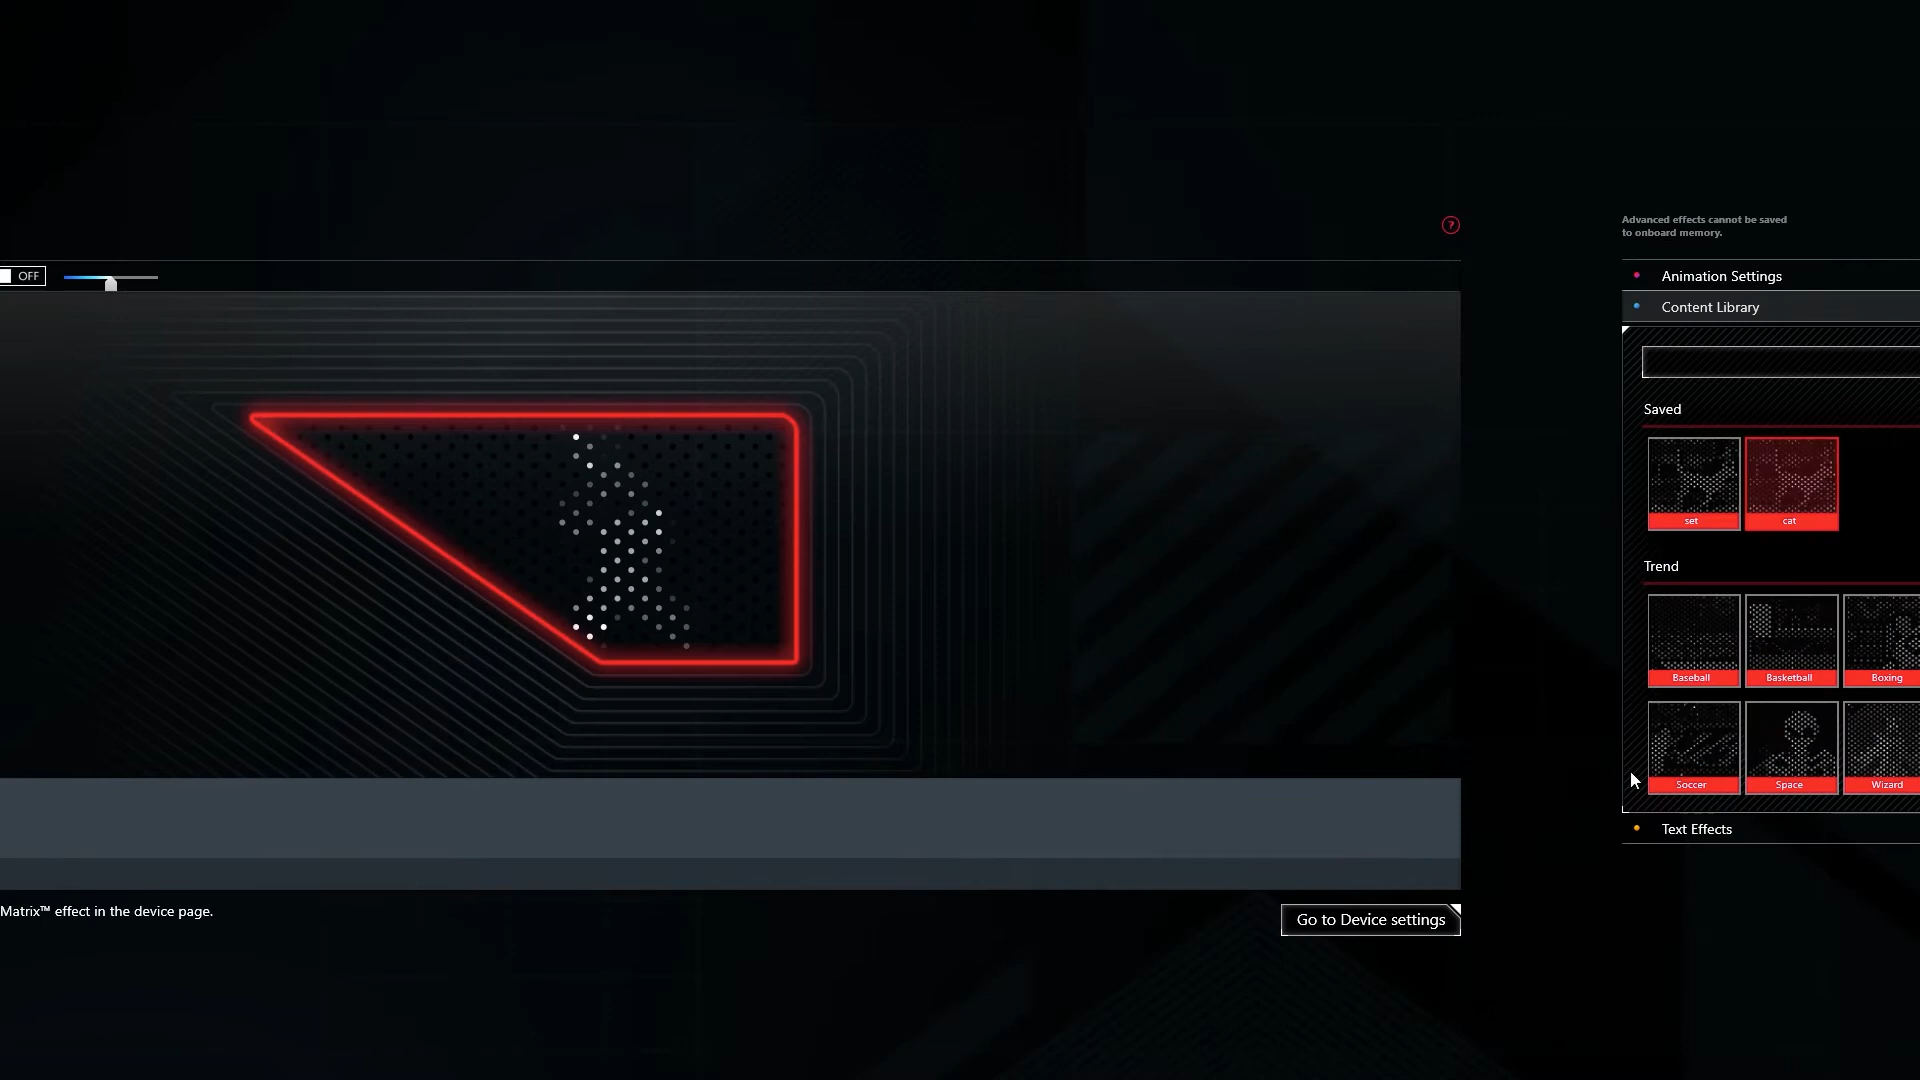 ?
Advanced effects cannot be saved
to onboard memory.
OFF
Animation Settings
Content Library
Saved
set
cat
Trend
Baseball
Basketball
Boxing
Soccer
Space
Wizard
Text Effects
Matrix™ effect in the device page.
Go to Device settings